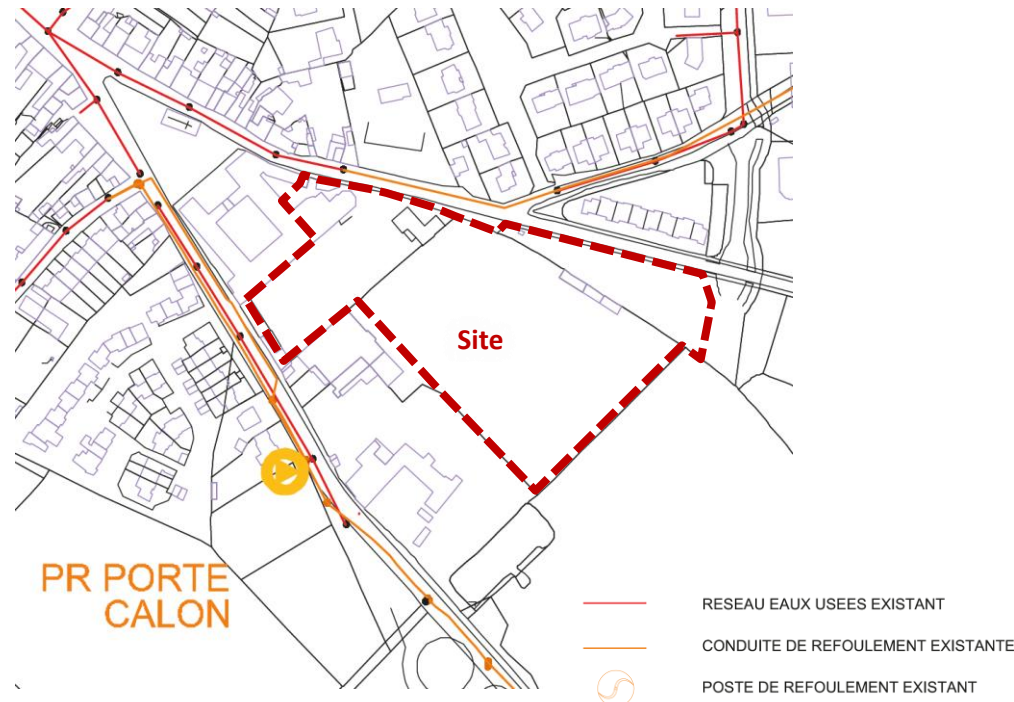 Site
PR PORTE
CALON
RESEAU EAUX USEES EXISTANT
CONDUITE DE REFOULEMENT EXISTANTE
POSTE DE REFOULEMENT EXISTANT